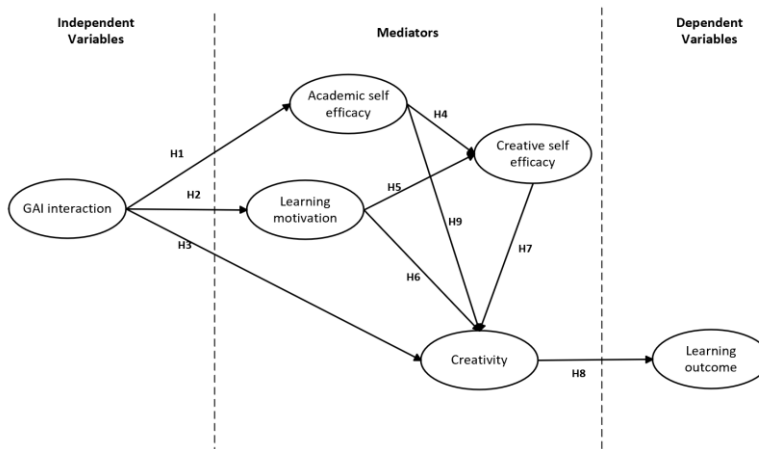 Independent
Variables
Mediators
Dependent
Variables
Academic self
efficacy
H4
Creative self
efficacy
H1
H5
H2
GAI interaction
Learning
motivation
H9
H7
H3
H6
Creativity
H8
Learning
outcome